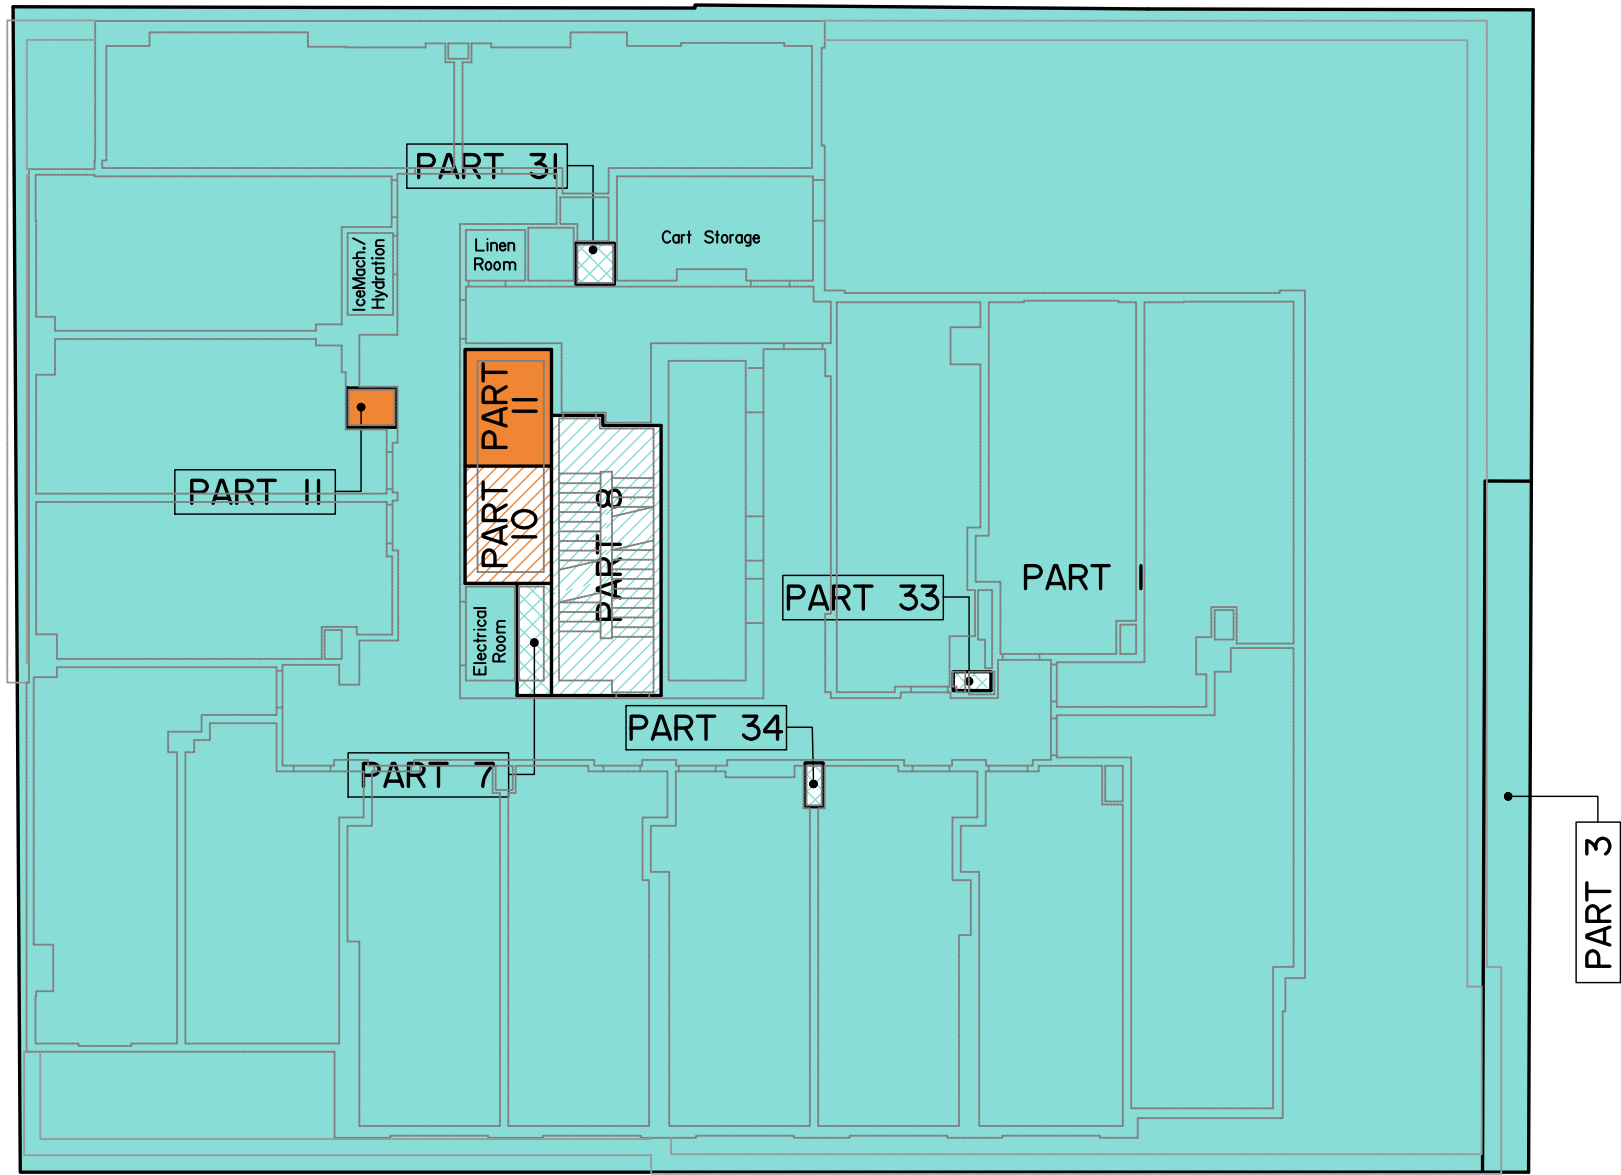 PART 31
Linen
Room
Cart Storage
IceMach./
Hydration
PART
11
PART 11
PART
10
PART 8
PART 33
PART 1
Electrical
Room
PART 34
PART 7
PART 3